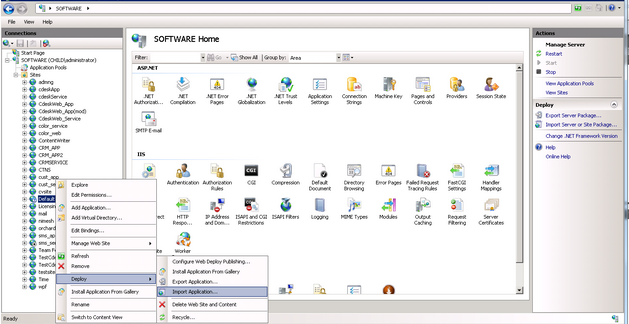 SOFTWARE
File View Help
Connections
Start Page
SOFTWARE (CHILD\administrator)
Application Pools
Sites
cdeskApp
cdeskService
CdeskWeb_App
CdeskWeb_App(mod)
CdeskWeb_Service
color_service
color_web
ContentWriter
CRM_APP
CRM_APP2
CRMSERVICE
CTNS
cust_app
cust_se
cvsite
Default
Licensin
mail
nimesh
orchard
sms_ap
sms_se
Team F
TestCd
TestCd
testsite
Time
wpf
Explore
Edit Permissions...
Add Application...
Add Virtual Directory...
Edit Bindings...
Manage Web Site
Refresh
Remove
Deploy
Install Application From Gallery
Rename
Switch to Content View
Configure Web Deploy Publishing...
Install Application From Gallery
Export Application...
Import Application...
Delete Web Site and Content
Recycle...
SOFTWARE Home
Filter: Go Show All Group by: Area
ASP.NET
.NET Authorizati...
.NET Compilation
.NET Error Pages
.NET Globalization
.NET Trust Levels
Application Settings
Connection Strings
Machine Key
Pages and Controls
Providers
Session State
SMTP E-mail
IIS
Authentication
Authorization Rules
CGI
Compression
Default Document
Directory Browsing
Error Pages
Failed Request Tracing Rules
FastCGI Settings
Handler Mappings
HTTP Respo...
IP Address and Dom...
ISAPI and CGI Restrictions
ISAPI Filters
Logging
MIME Types
Modules
Output Caching
Request Filtering
Server Certificates
Worker
Actions
Manage Server
Restart
Start
Stop
View Application Pools
View Sites
Deploy
Export Server Package...
Import Server or Site Package...
Change .NET Framework Version
Help
Online Help
Ready